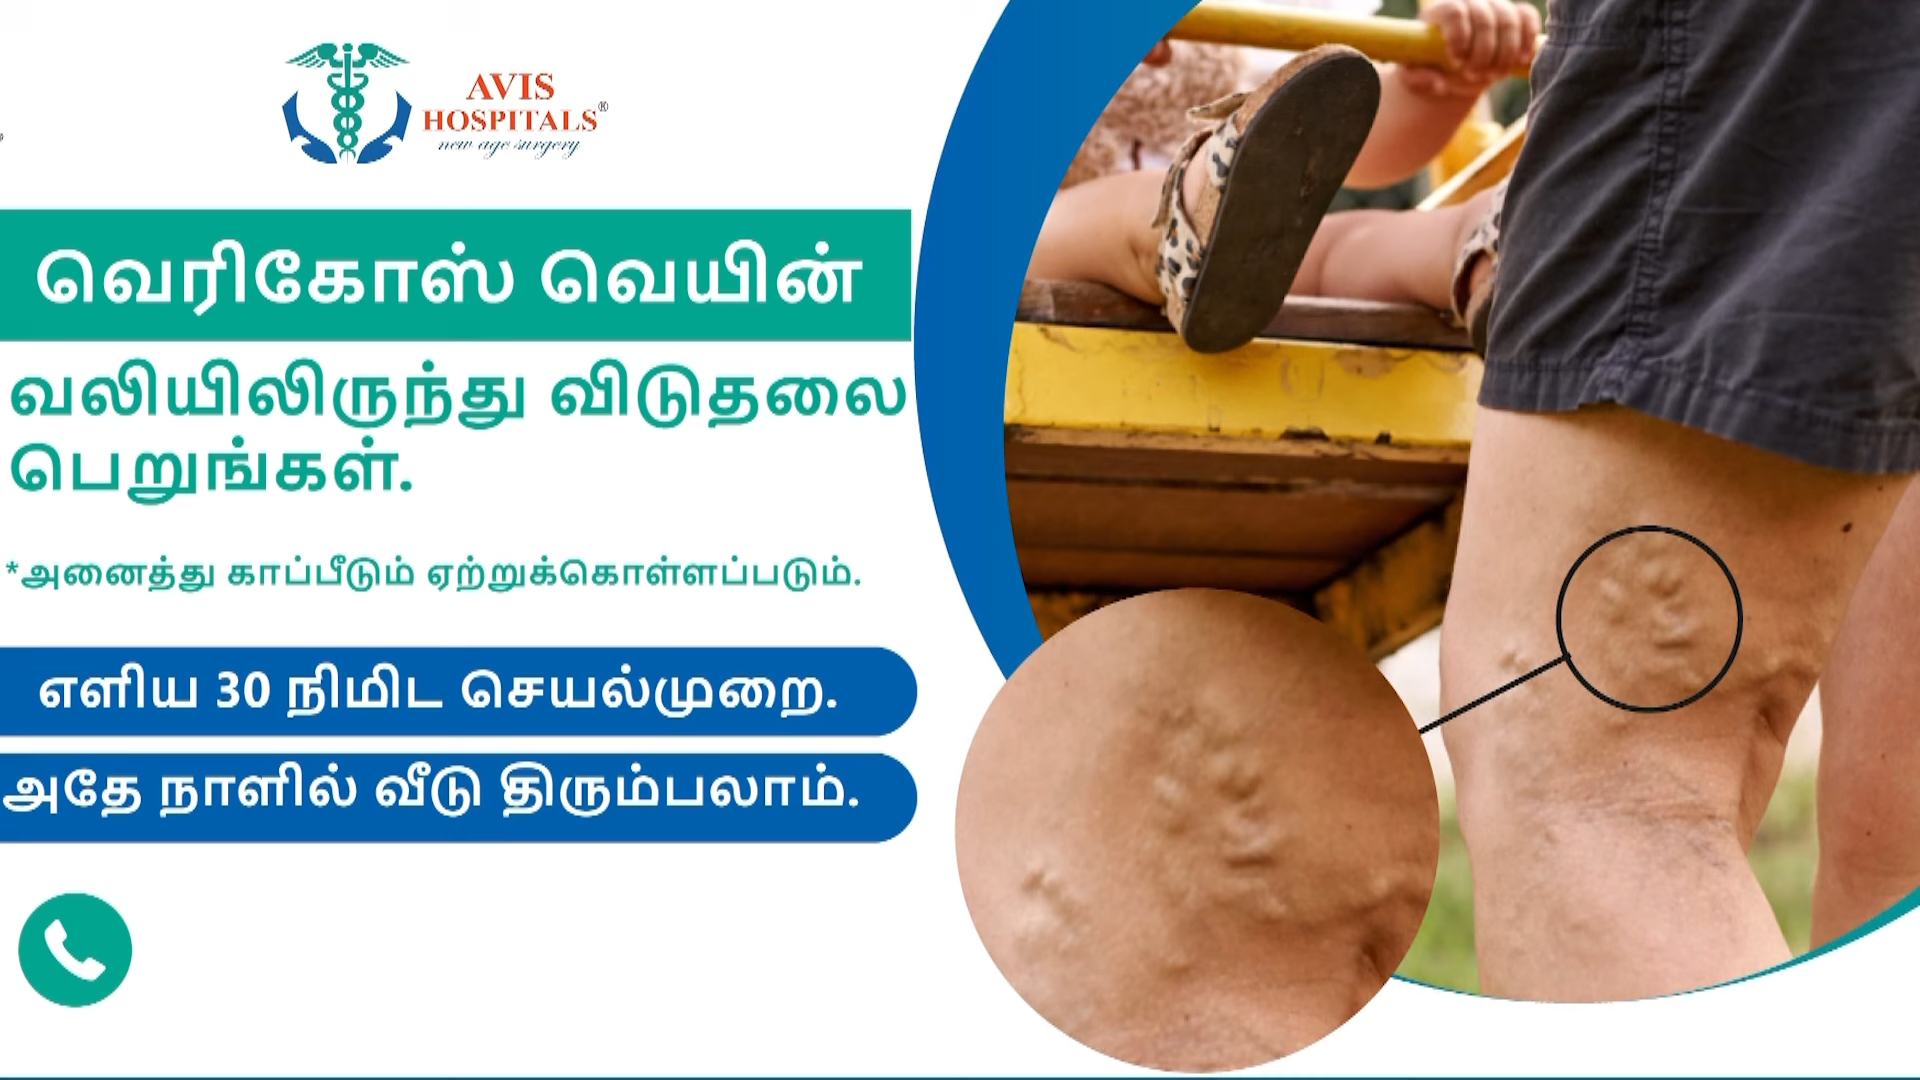 AVIS
HOSPITALS®
new age surgery
வெரிகோஸ் வெயின்
வலியிலிருந்து விடுதலை
பெறுங்கள்.
*அனைத்து காப்பீடும் ஏற்றுக்கொள்ளப்படும்.
எளிய 30 நிமிட செயல்முறை.
அதே நாளில் வீடு திரும்பலாம்.